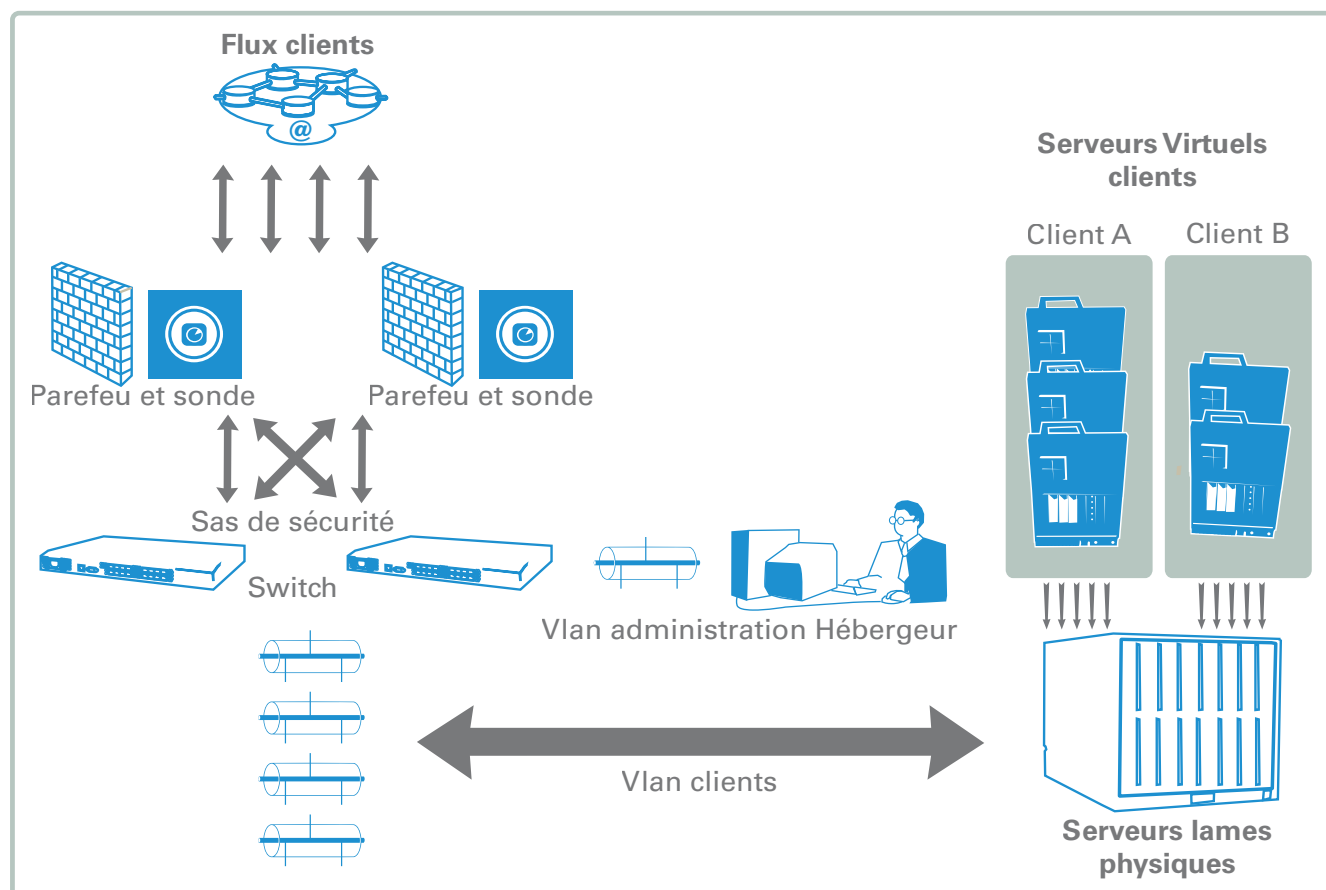 Flux clients
@
Serveurs Virtuels
clients
Client A
Client B
Parefeu et sonde
Parefeu et sonde
Sas de sécurité
Switch
Vlan administration Hébergeur
Vlan clients
Serveurs lames
physiques